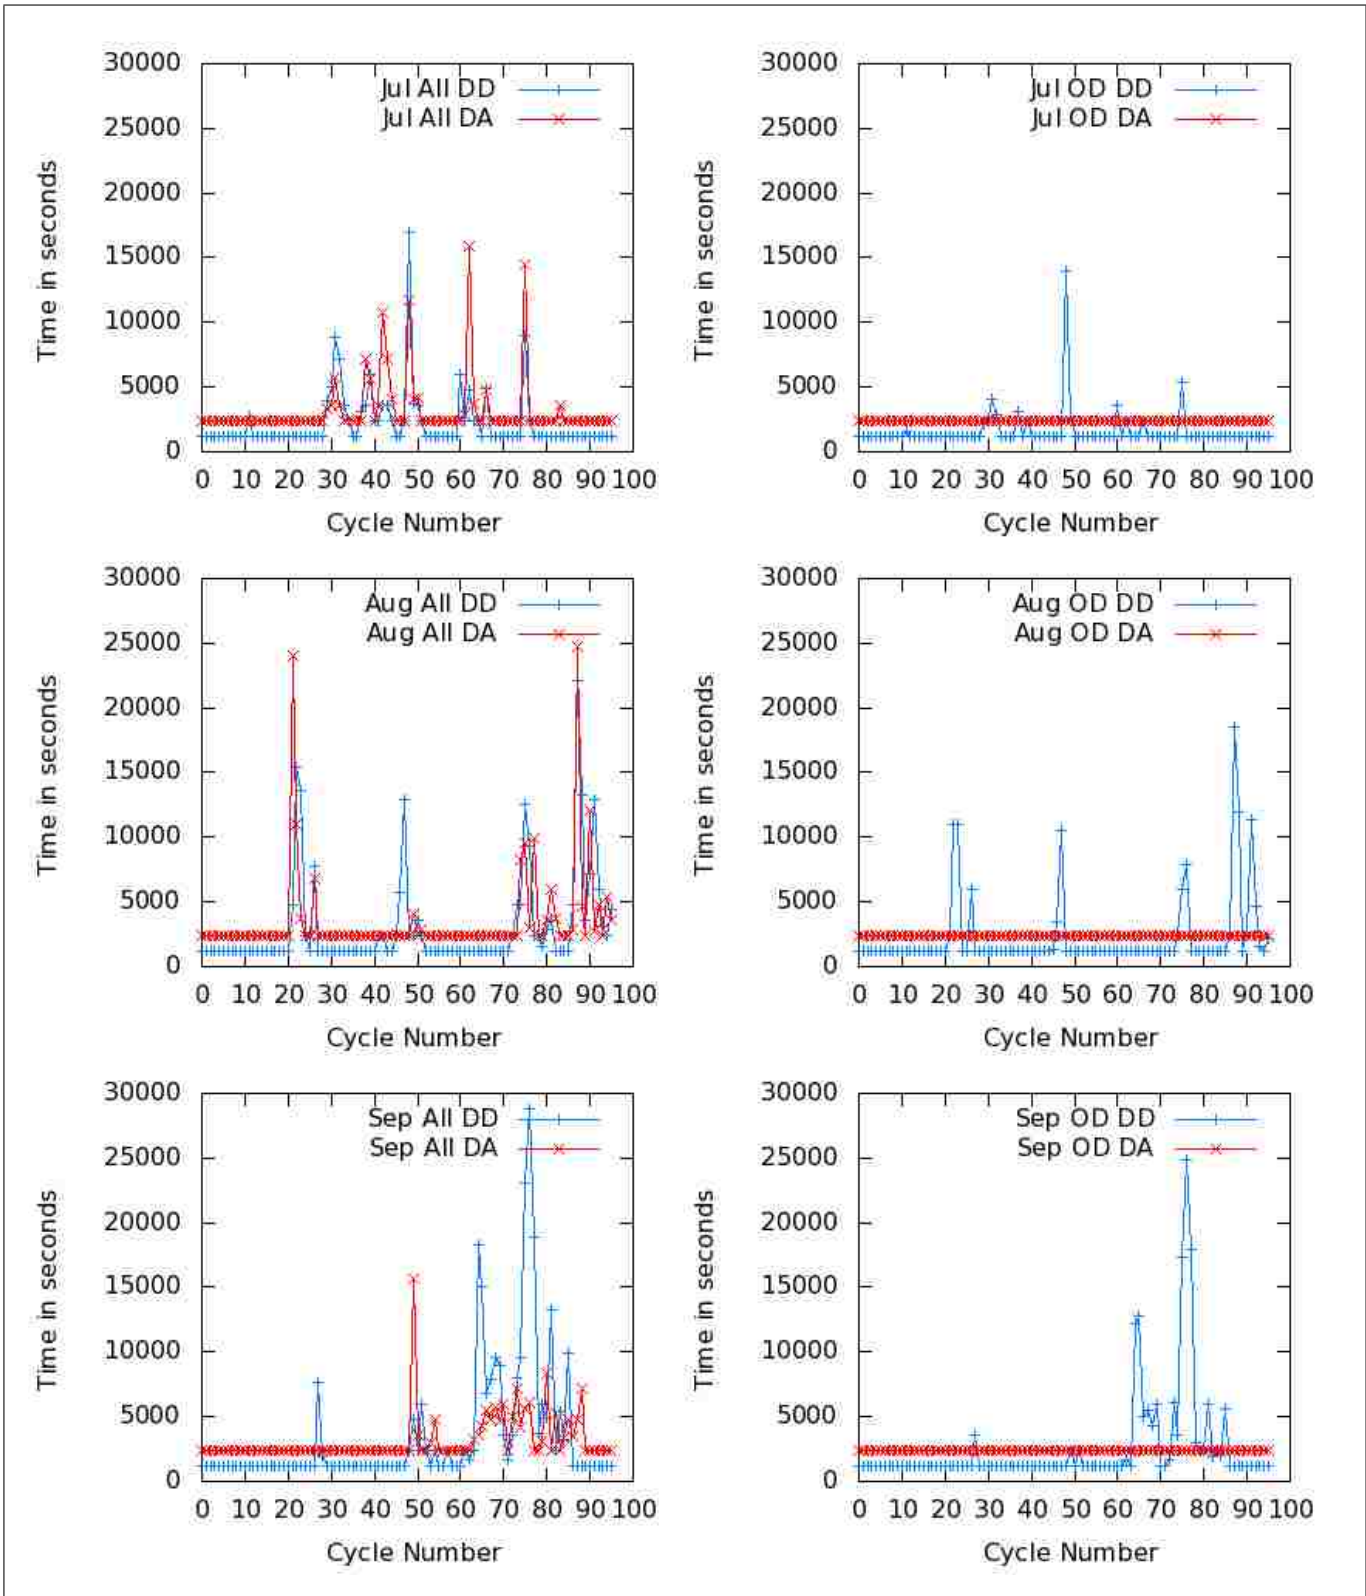 30000
25000
20000
15000
10000
5000
0
0 10 20 30 40 50 60 70 80 90 100
Time in seconds
Cycle Number
Jul All DD
Jul All DA
30000
25000
20000
15000
10000
5000
0
0 10 20 30 40 50 60 70 80 90 100
Time in seconds
Cycle Number
Jul OD DD
Jul OD DA
30000
25000
20000
15000
10000
5000
0
0 10 20 30 40 50 60 70 80 90 100
Time in seconds
Cycle Number
Aug All DD
Aug All DA
30000
25000
20000
15000
10000
5000
0
0 10 20 30 40 50 60 70 80 90 100
Time in seconds
Cycle Number
Aug OD DD
Aug OD DA
30000
25000
20000
15000
10000
5000
0
0 10 20 30 40 50 60 70 80 90 100
Time in seconds
Cycle Number
Sep All DD
Sep All DA
30000
25000
20000
15000
10000
5000
0
0 10 20 30 40 50 60 70 80 90 100
Time in seconds
Cycle Number
Sep OD DD
Sep OD DA